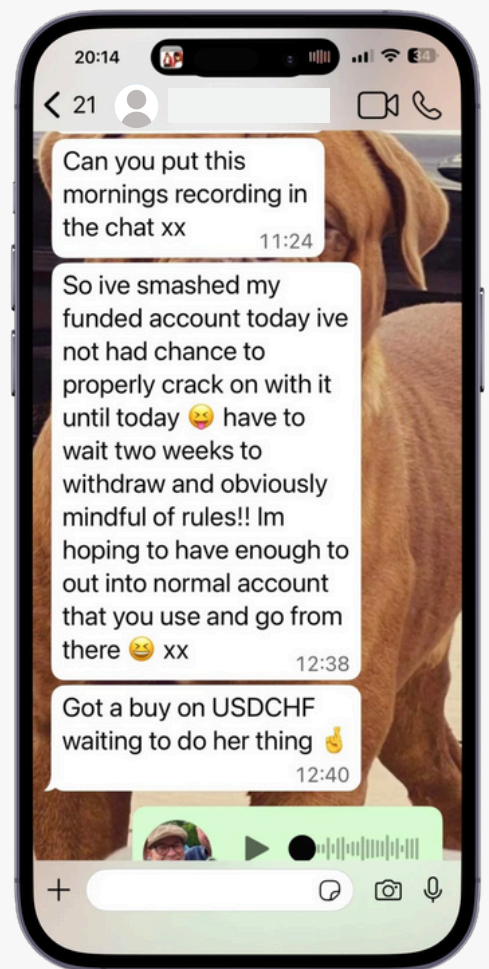 20:14
34
21
Can you put this
mornings recording in
the chat xx
11:24
So ive smashed my
funded account today ive
not had chance to
properly crack on with it
until today 😝 have to
wait two weeks to
withdraw and obviously
mindful of rules!! Im
hoping to have enough to
out into normal account
that you use and go from
there 😆 xx
12:38
Got a buy on USDCHF
waiting to do her thing 🤞
12:40